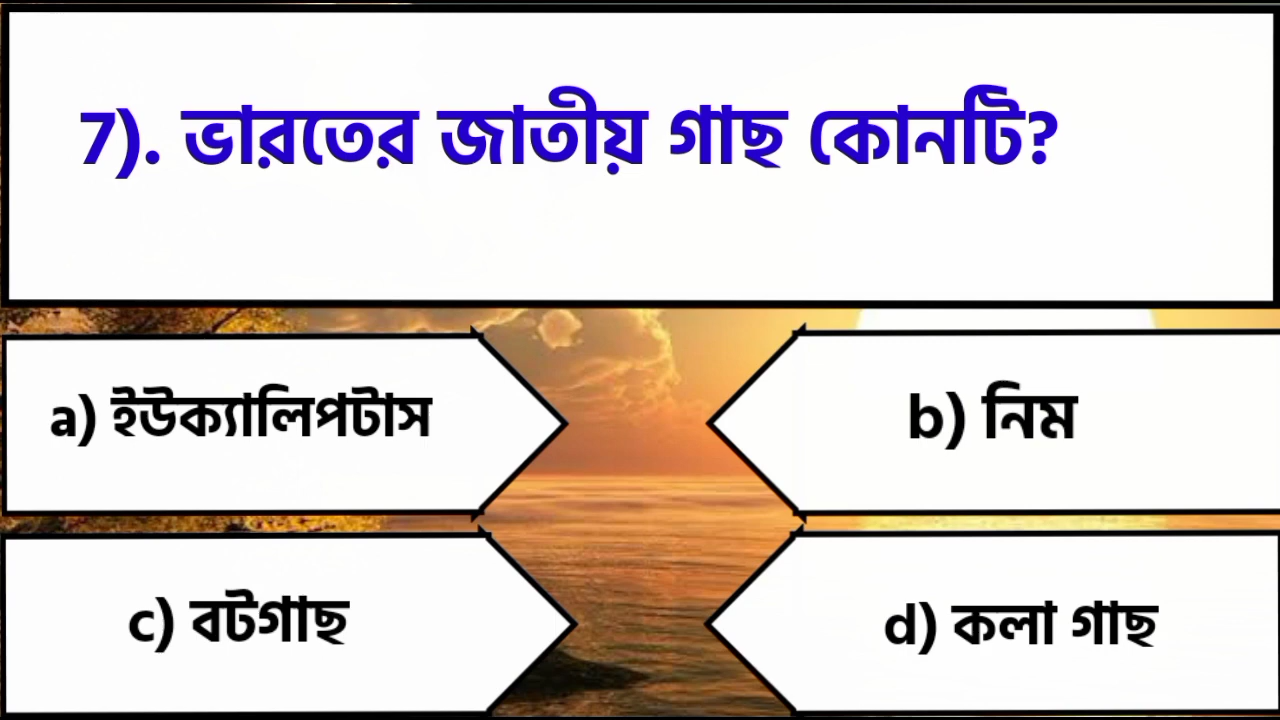 7). ভারতের জাতীয় গাছ কোনটি?
a) ইউক্যালিপটাস
b) নিম
c) বটগাছ
d) কলা গাছ